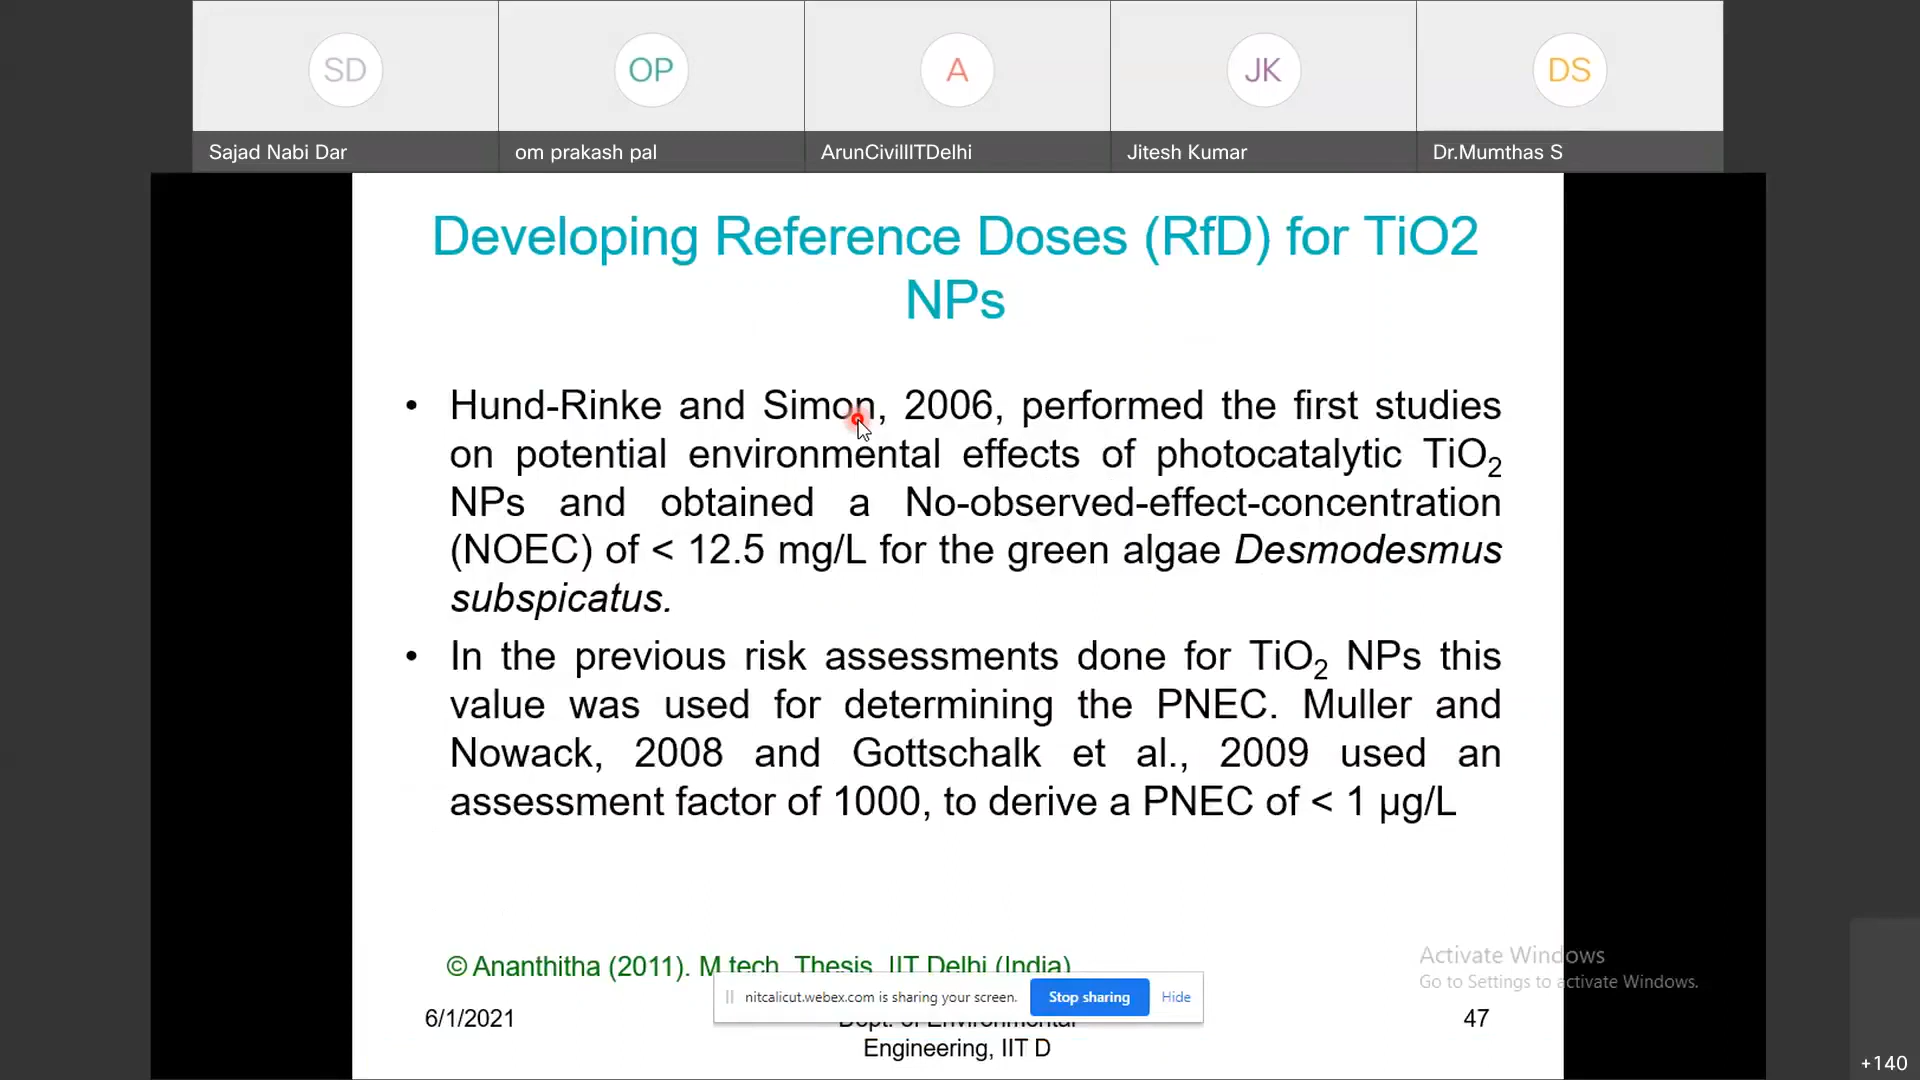 SD
OP
A
JK
DS
Sajad Nabi Dar
om prakash pal
ArunCivilIITDelhi
Jitesh Kumar
Dr.Mumthas S
Developing Reference Doses (RfD) for TiO2
NPs
• Hund-Rinke and Simon, 2006, performed the first studies
on potential environmental effects of photocatalytic TiO₂
NPs and obtained a No-observed-effect-concentration
(NOEC) of < 12.5 mg/L for the green algae Desmodesmus
subspicatus.
• In the previous risk assessments done for TiO₂ NPs this
value was used for determining the PNEC. Muller and
Nowack, 2008 and Gottschalk et al., 2009 used an
assessment factor of 1000, to derive a PNEC of < 1 µg/L
© Ananthitha (2011). M.tech. Thesis, IIT Delhi (India)
Activate Windows
Go to Settings to activate Windows.
nitcalicut.webex.com is sharing your screen.
Stop sharing
Hide
6/1/2021
Dept. of Environmental
Engineering, IIT D
47
+140